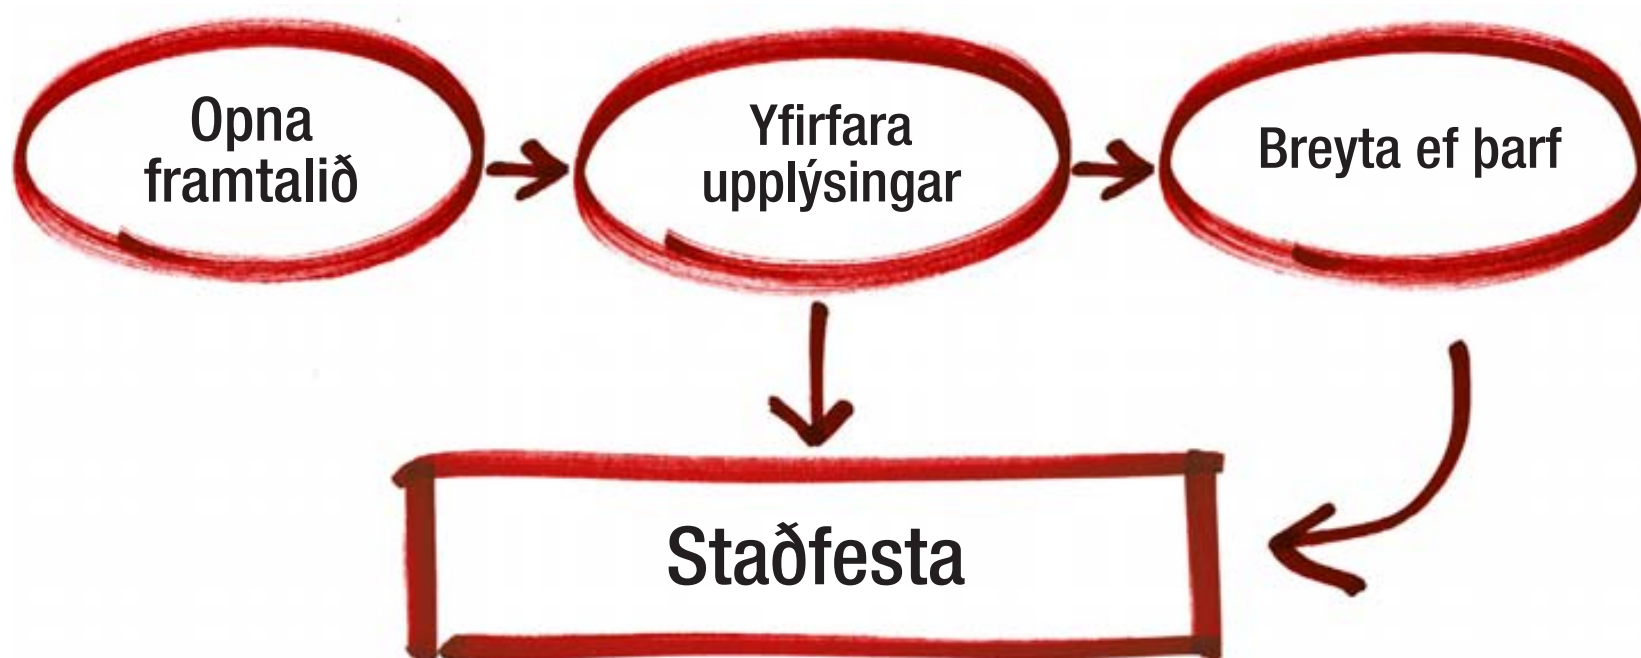 Opna
framtalið
Yfirfara
upplýsingar
Breyta ef þarf
Staðfesta